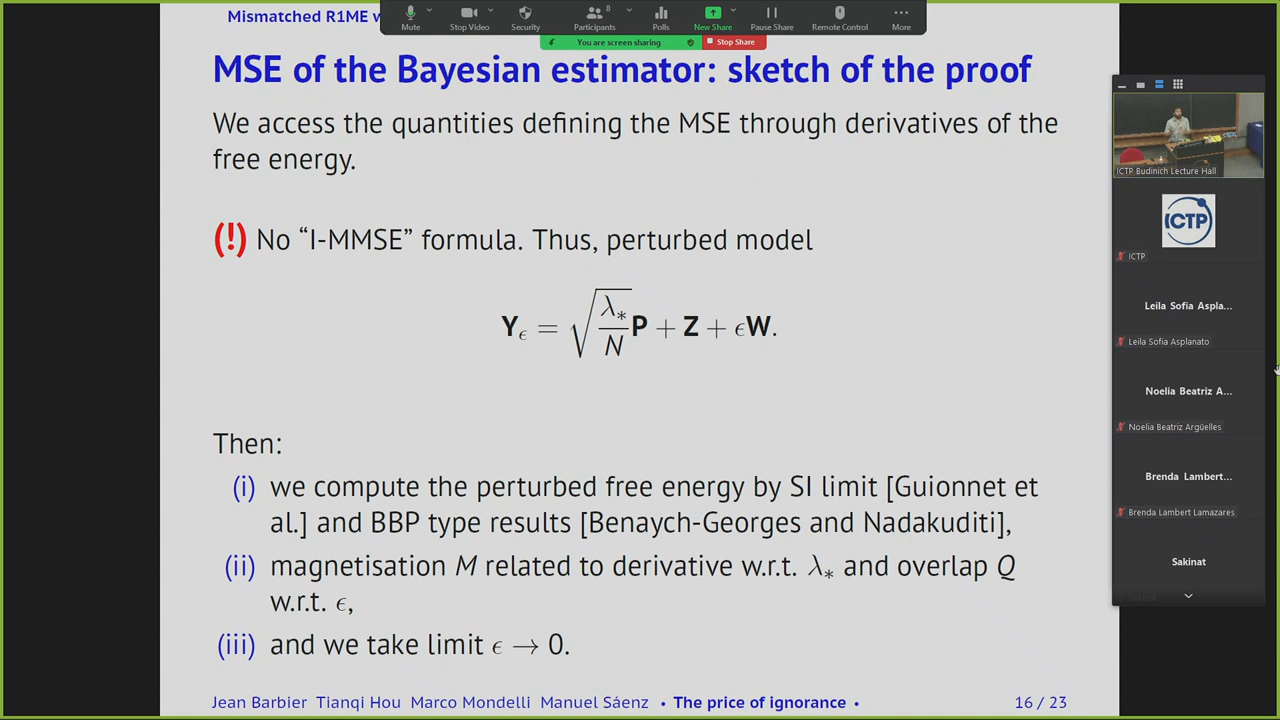 Mismatched R1ME w
Mute
Stop Video
Security
Participants
8
Polls
New Share
Pause Share
Remote Control
More
You are screen sharing
Stop Share
MSE of the Bayesian estimator: sketch of the proof
We access the quantities defining the MSE through derivatives of the
free energy.
(!) No “I-MMSE” formula. Thus, perturbed model
Y_ϵ = √(λ_*/N) P + Z + ϵW.
Then:
(i) we compute the perturbed free energy by SI limit [Guionnet et
al.] and BBP type results [Benaych-Georges and Nadakuditi],
(ii) magnetisation M related to derivative w.r.t. λ_* and overlap Q
w.r.t. ϵ,
(iii) and we take limit ϵ → 0.
Jean Barbier Tianqi Hou Marco Mondelli Manuel Sáenz • The price of ignorance •
16 / 23
ICTP Budinich Lecture Hall
ICTP
ICTP
Leila Sofia Aspla...
Leila Sofia Asplanato
Noelia Beatriz A...
Noelia Beatriz Argüelles
Brenda Lambert...
Brenda Lambert Lamazares
Sakinat